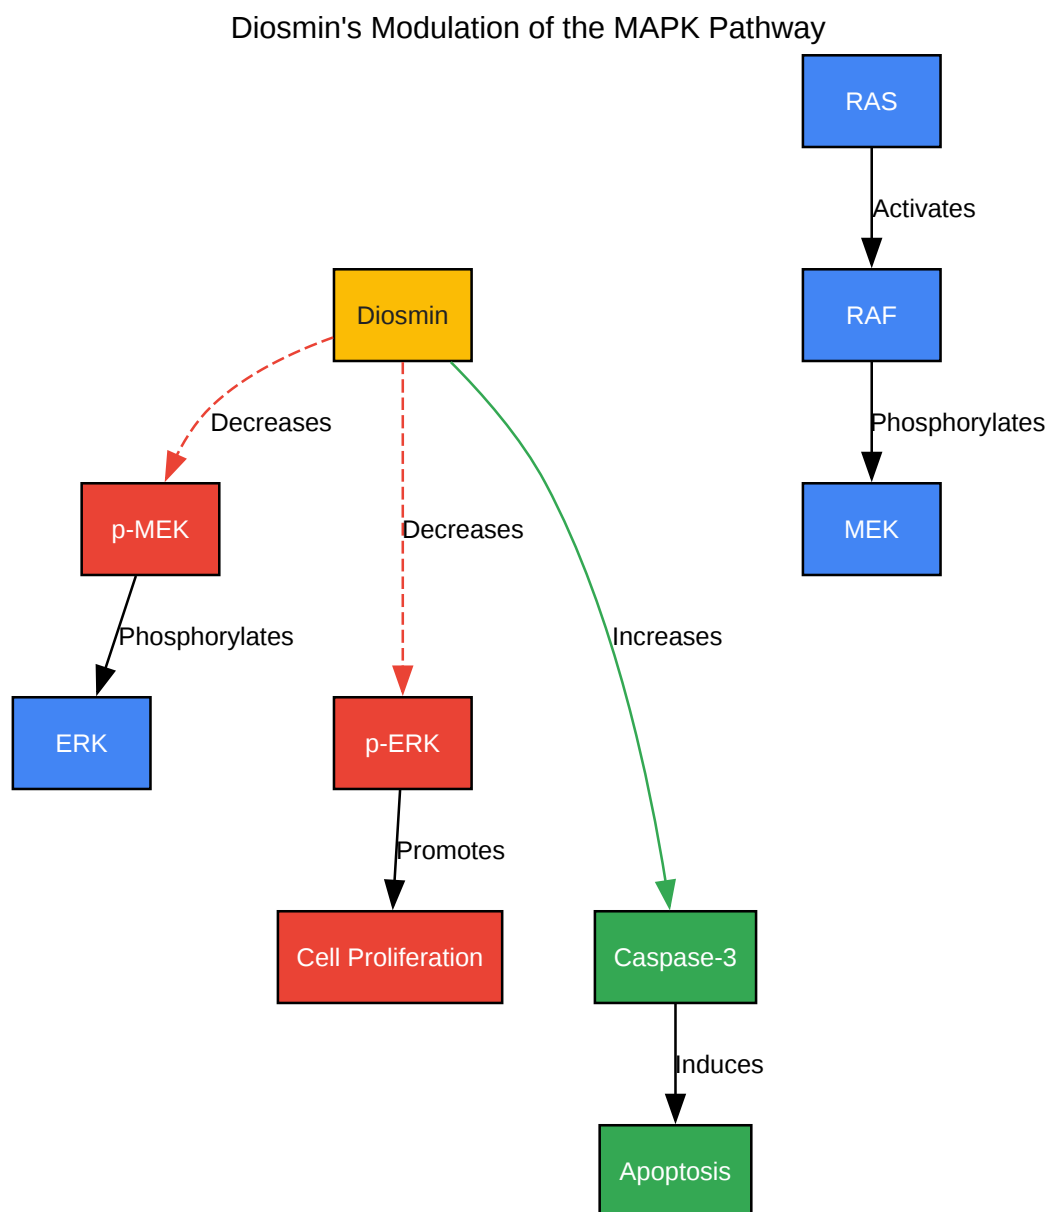 Diosmin's Modulation of the MAPK Pathway
RAS
Activates
Diosmin
RAF
Decreases
Phosphorylates
p-MEK
Decreases
MEK
Phosphorylates
Increases
ERK
p-ERK
Promotes
Cell Proliferation
Caspase-3
Induces
Apoptosis